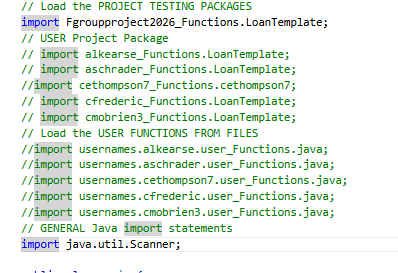 // Load the PROJECT TESTING PACKAGES
import Fgroupproject2026_Functions.LoanTemplate;
// USER Project Package
// import alkearse_Functions.LoanTemplate;
// import aschrader_Functions.LoanTemplate;
//import cethompson7_Functions.cethompson7;
// import cfrederic_Functions.LoanTemplate;
// import cmobrien3_Functions.LoanTemplate;
// Load the USER FUNCTIONS FROM FILES
//import usernames.alkearse.user_Functions.java;
//import usernames.aschrader.user_Functions.java;
//import usernames.cethompson7.user_Functions.java;
//import usernames.cfrederic.user_Functions.java;
//import usernames.cmobrien3.user_Functions.java;
// GENERAL Java import statements
import java.util.Scanner;